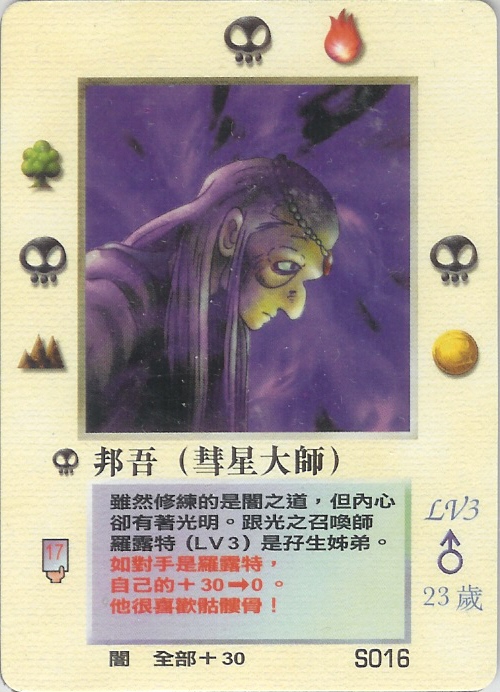 邦吾（彗星大師）
雖然修練的是闇之道，但內心
卻有著光明。跟光之召喚師
羅露特（LV3）是孖生姊弟。
如對手是羅露特，
自己的＋30➡0。
他很喜歡骷髏骨！
17
LV3
23歲
闇　全部＋30
S016